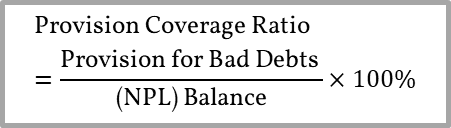 Provision Coverage Ratio
= Provision for Bad Debts
(NPL) Balance
× 100%